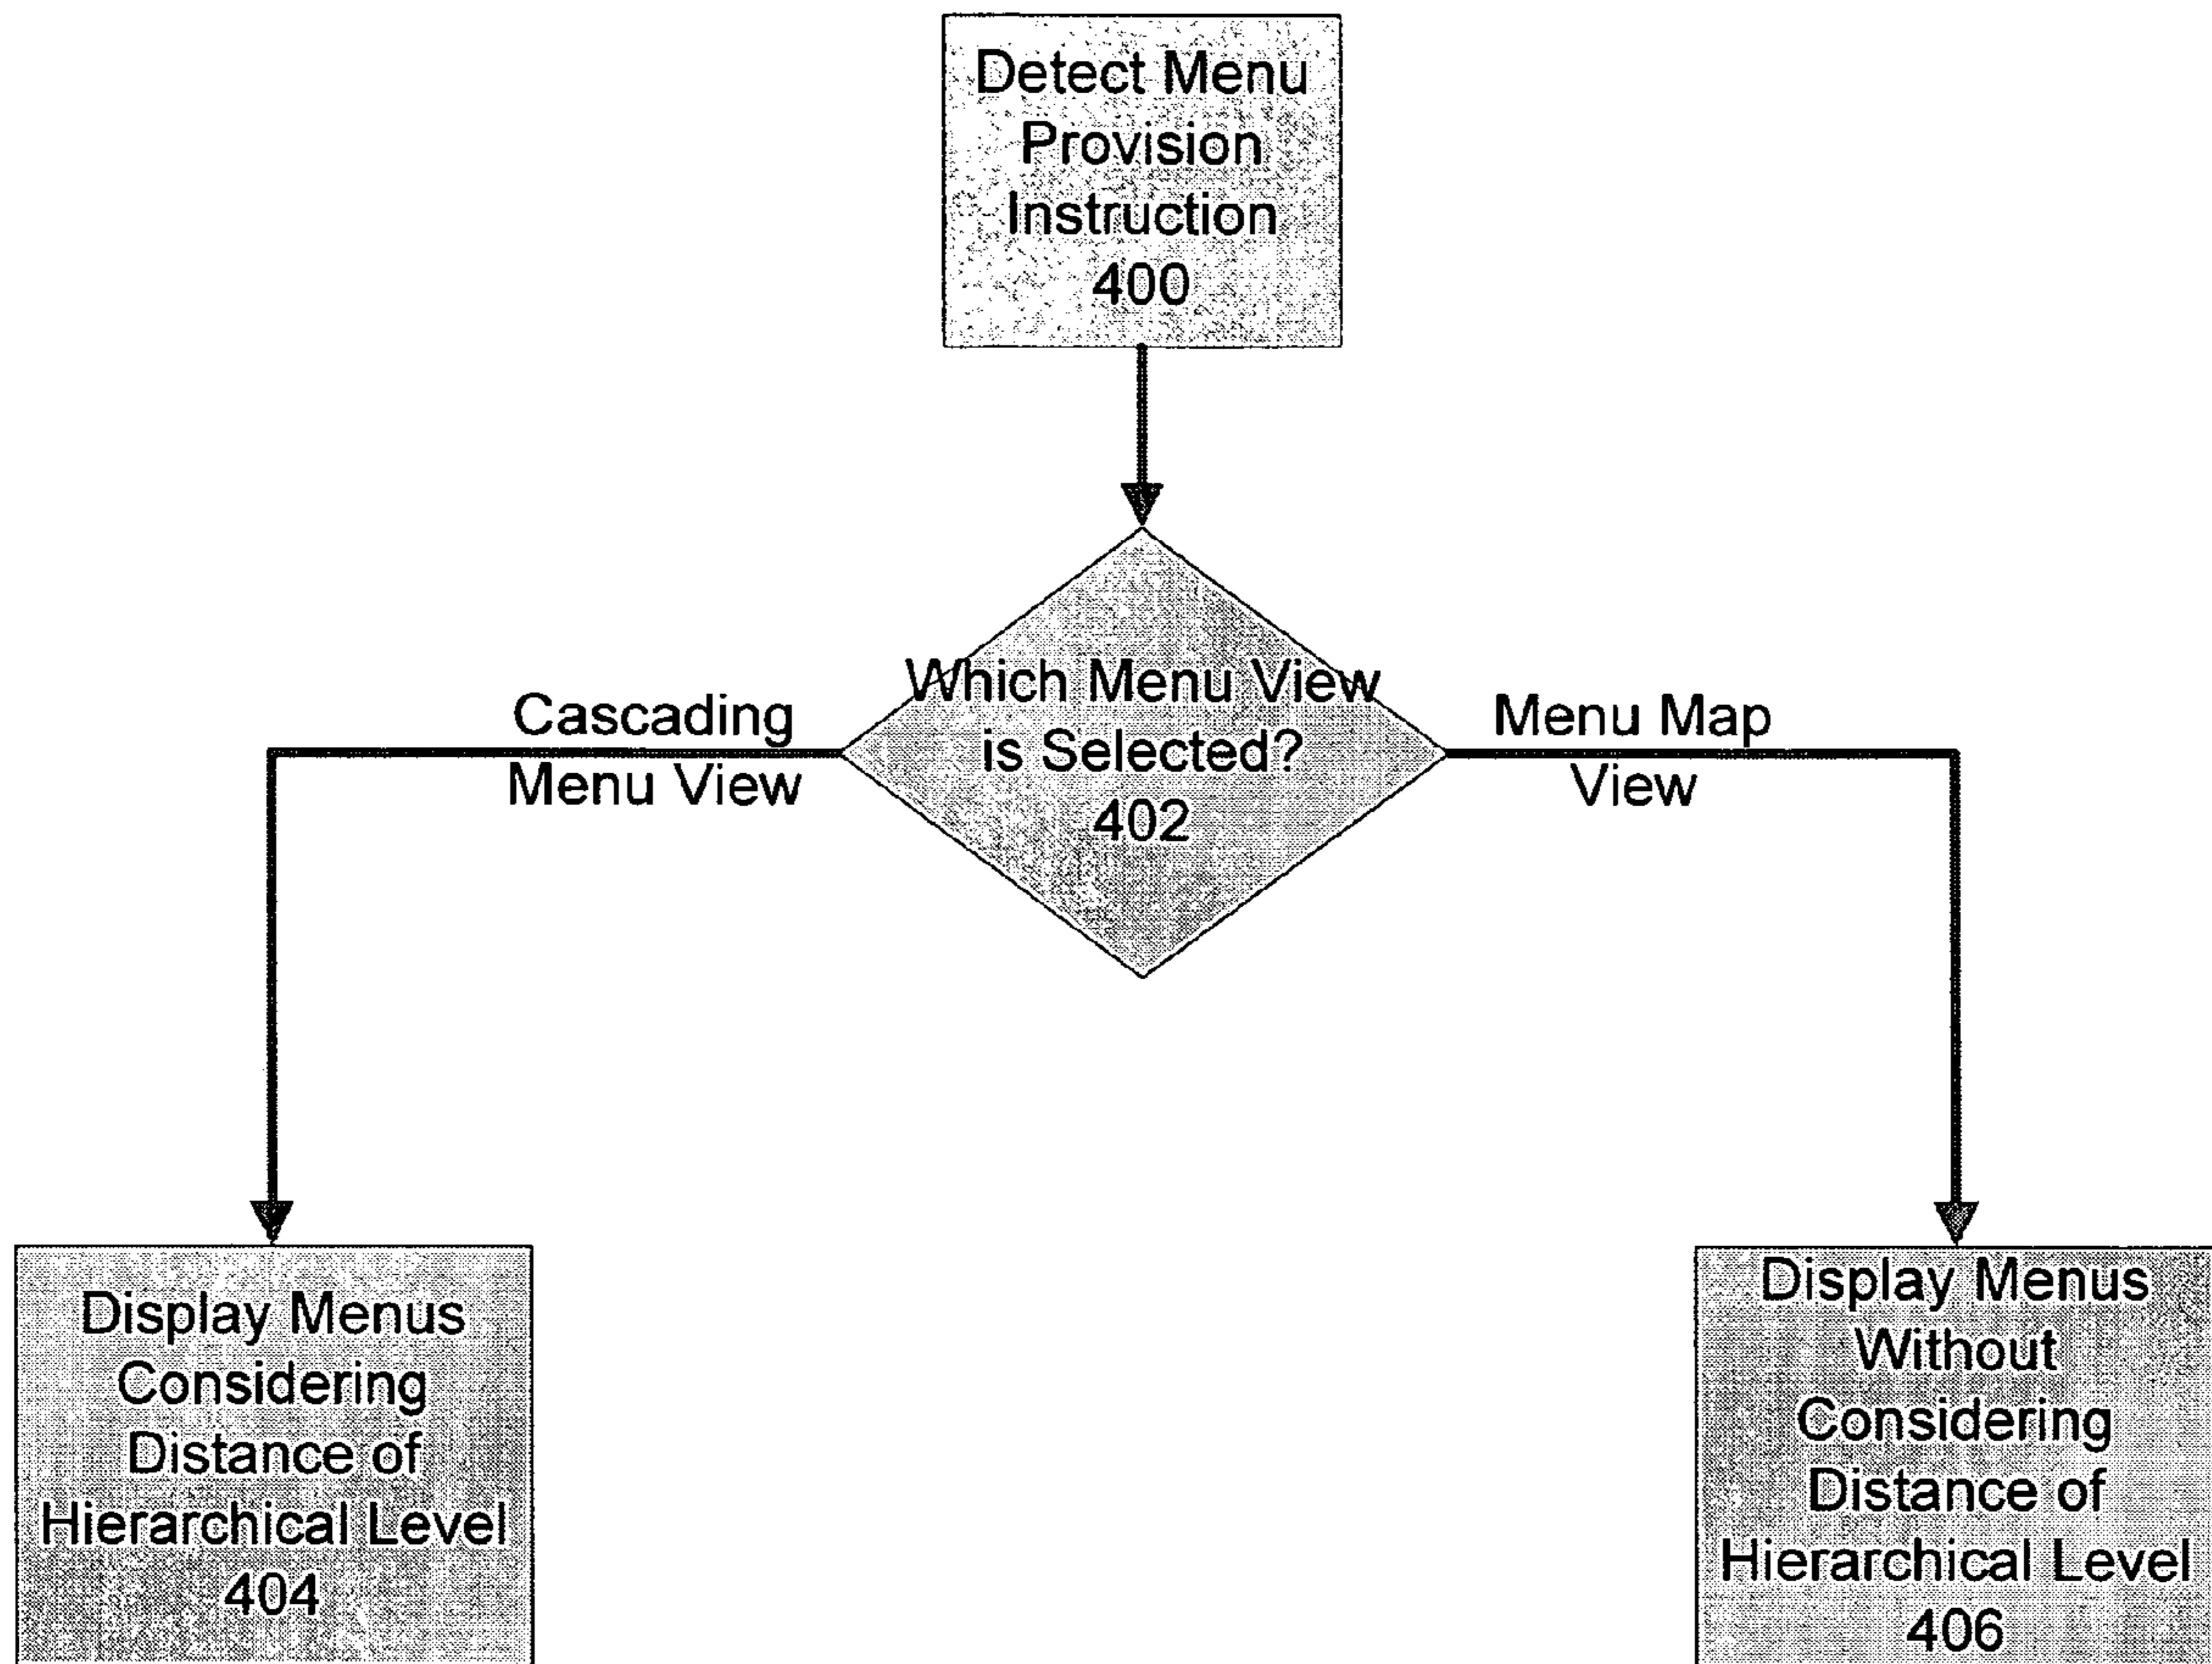 Detect Menu
Provision
Instruction
400
Which Menu View
is Selected?
402
Cascading
Menu View
Menu Map
View
Display Menus
Considering
Distance of
Hierarchical Level
404
Display Menus
Without
Considering
Distance of
Hierarchical Level
406